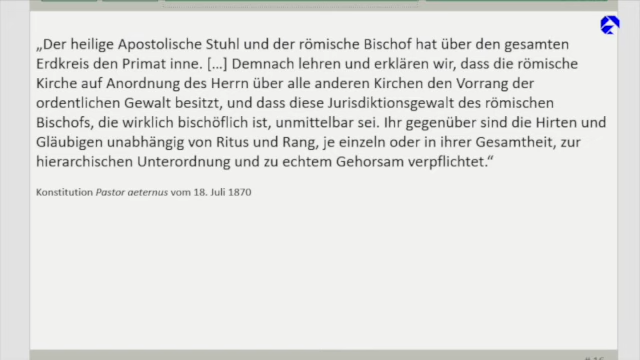 „Der heilige Apostolische Stuhl und der römische Bischof hat über den gesamten
Erdkreis den Primat inne. […] Demnach lehren und erklären wir, dass die römische
Kirche auf Anordnung des Herrn über alle anderen Kirchen den Vorrang der
ordentlichen Gewalt besitzt, und dass diese Jurisdiktionsgewalt des römischen
Bischofs, die wirklich bischöflich ist, unmittelbar sei. Ihr gegenüber sind die Hirten und
Gläubigen unabhängig von Ritus und Rang, je einzeln oder in ihrer Gesamtheit, zur
hierarchischen Unterordnung und zu echtem Gehorsam verpflichtet.“
Konstitution Pastor aeternus vom 18. Juli 1870